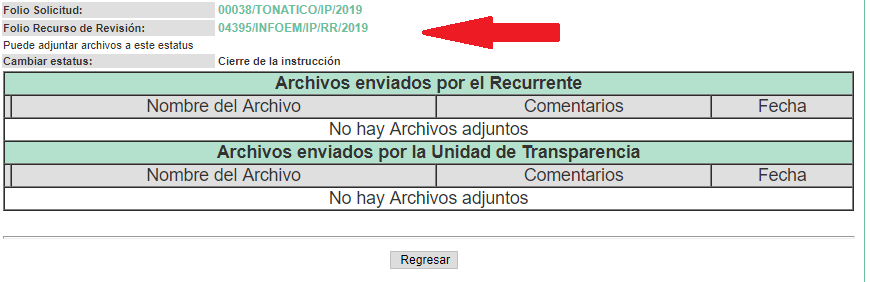 Folio Solicitud: 00038/TONATICO/IP/2019
Folio Recurso de Revisión: 04395/INFOEM/IP/RR/2019
Puede adjuntar archivos a este estatus
Cambiar estatus: Cierre de la instrucción
Archivos enviados por el Recurrente
Nombre del Archivo Comentarios Fecha
No hay Archivos adjuntos
Archivos enviados por la Unidad de Transparencia
Nombre del Archivo Comentarios Fecha
No hay Archivos adjuntos
Regresar